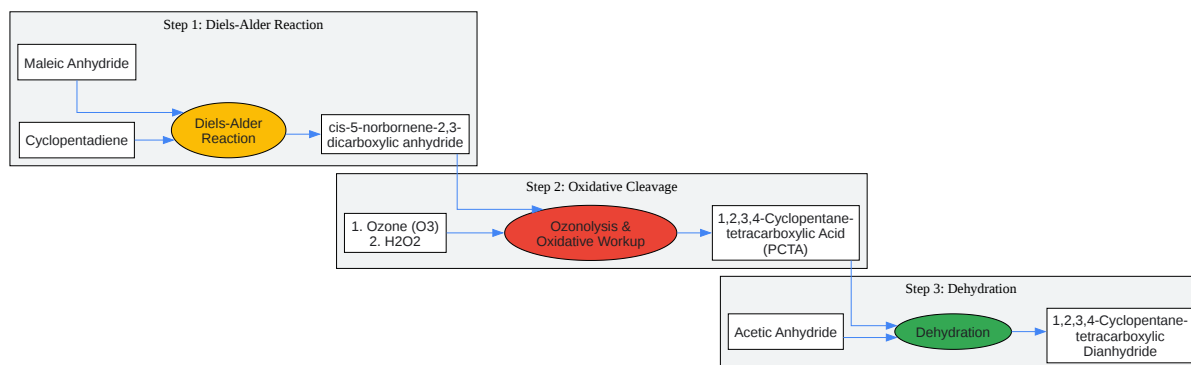 Step 1: Diels-Alder Reaction
Maleic Anhydride
Cyclopentadiene
Diels-Alder
Reaction
cis-5-norbornene-2,3-
dicarboxylic anhydride
Step 2: Oxidative Cleavage
1. Ozone (O3)
2. H2O2
Ozonolysis &
Oxidative Workup
1,2,3,4-Cyclopentane-
tetracarboxylic Acid
(PCTA)
Step 3: Dehydration
Acetic Anhydride
Dehydration
1,2,3,4-Cyclopentane-
tetracarboxylic
Dianhydride